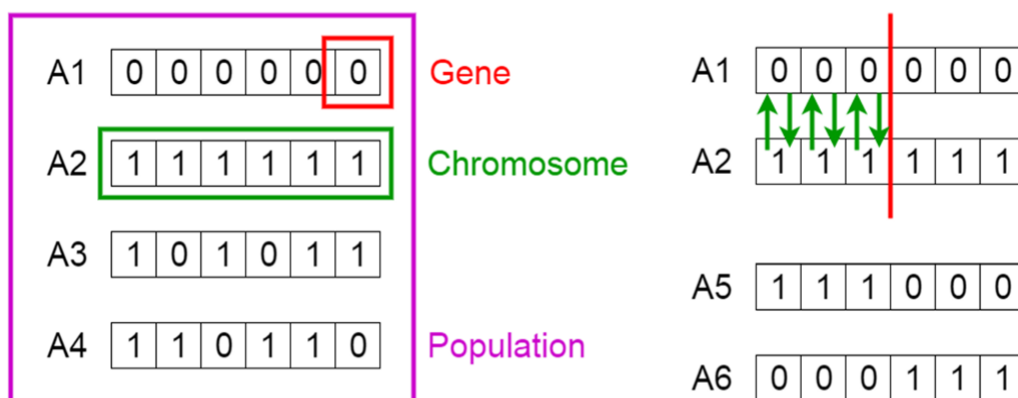 A1 0 0 0 0 0 0 Gene
A2 1 1 1 1 1 1 Chromosome
A3 1 0 1 0 1 1
A4 1 1 0 1 1 0 Population
A1 0 0 0 0 0 0
A2 1 1 1 1 1 1
A5 1 1 1 0 0 0
A6 0 0 0 1 1 1